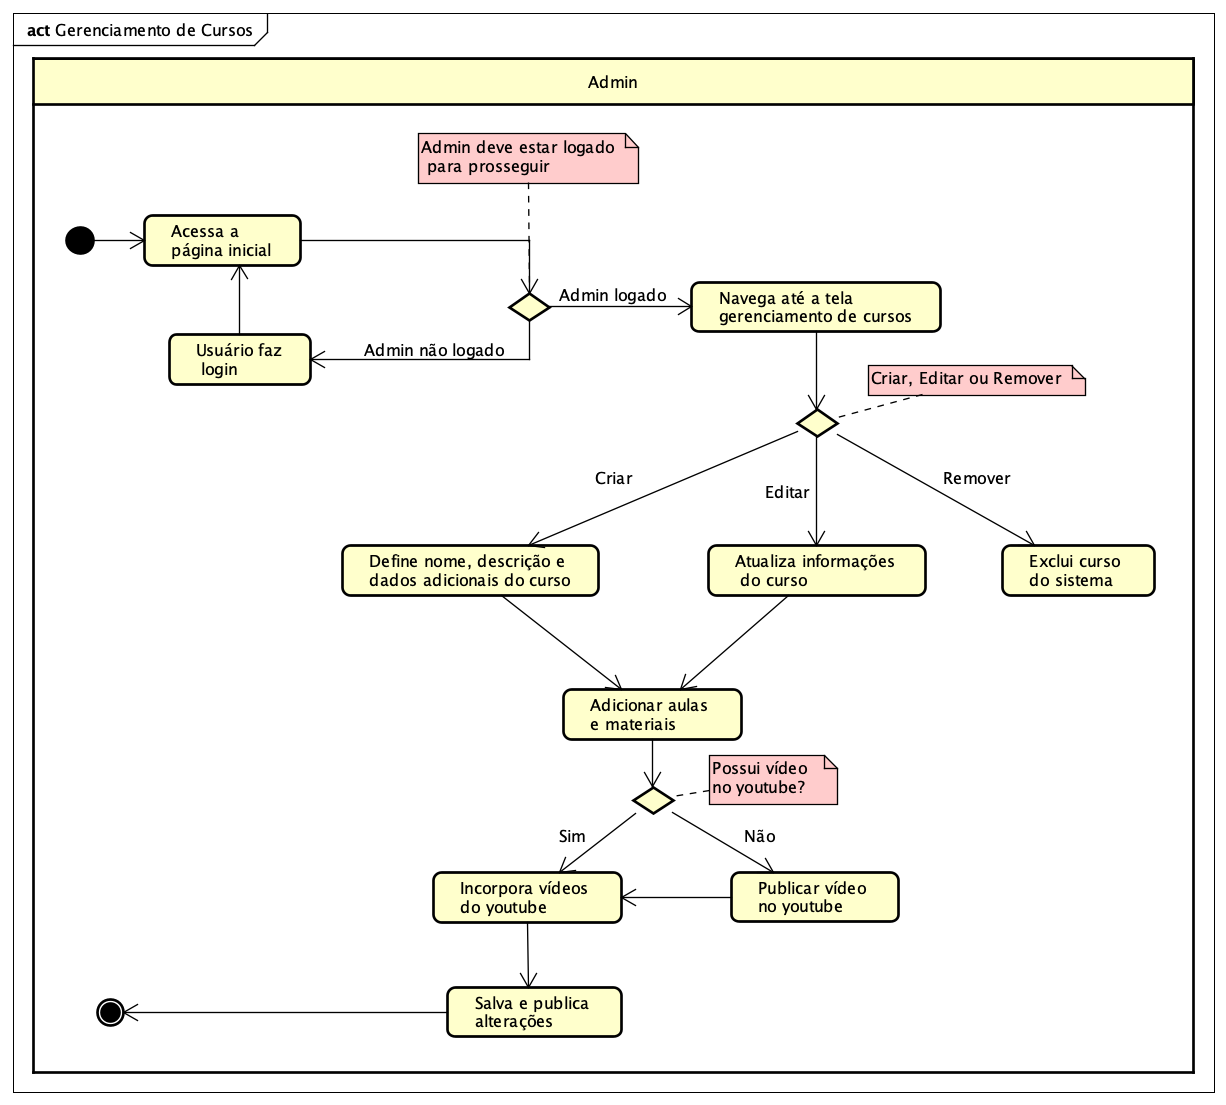 act Gerenciamento de Cursos
Admin
Admin deve estar logado
para prosseguir
Acessa a
página inicial
Admin logado
Navega até a tela
gerenciamento de cursos
Usuário faz
login
Admin não logado
Criar, Editar ou Remover
Criar
Editar
Remover
Define nome, descrição e
dados adicionais do curso
Atualiza informações
do curso
Exclui curso
do sistema
Adicionar aulas
e materiais
Possui vídeo
no youtube?
Sim
Não
Incorpora vídeos
do youtube
Publicar vídeo
no youtube
Salva e publica
alterações